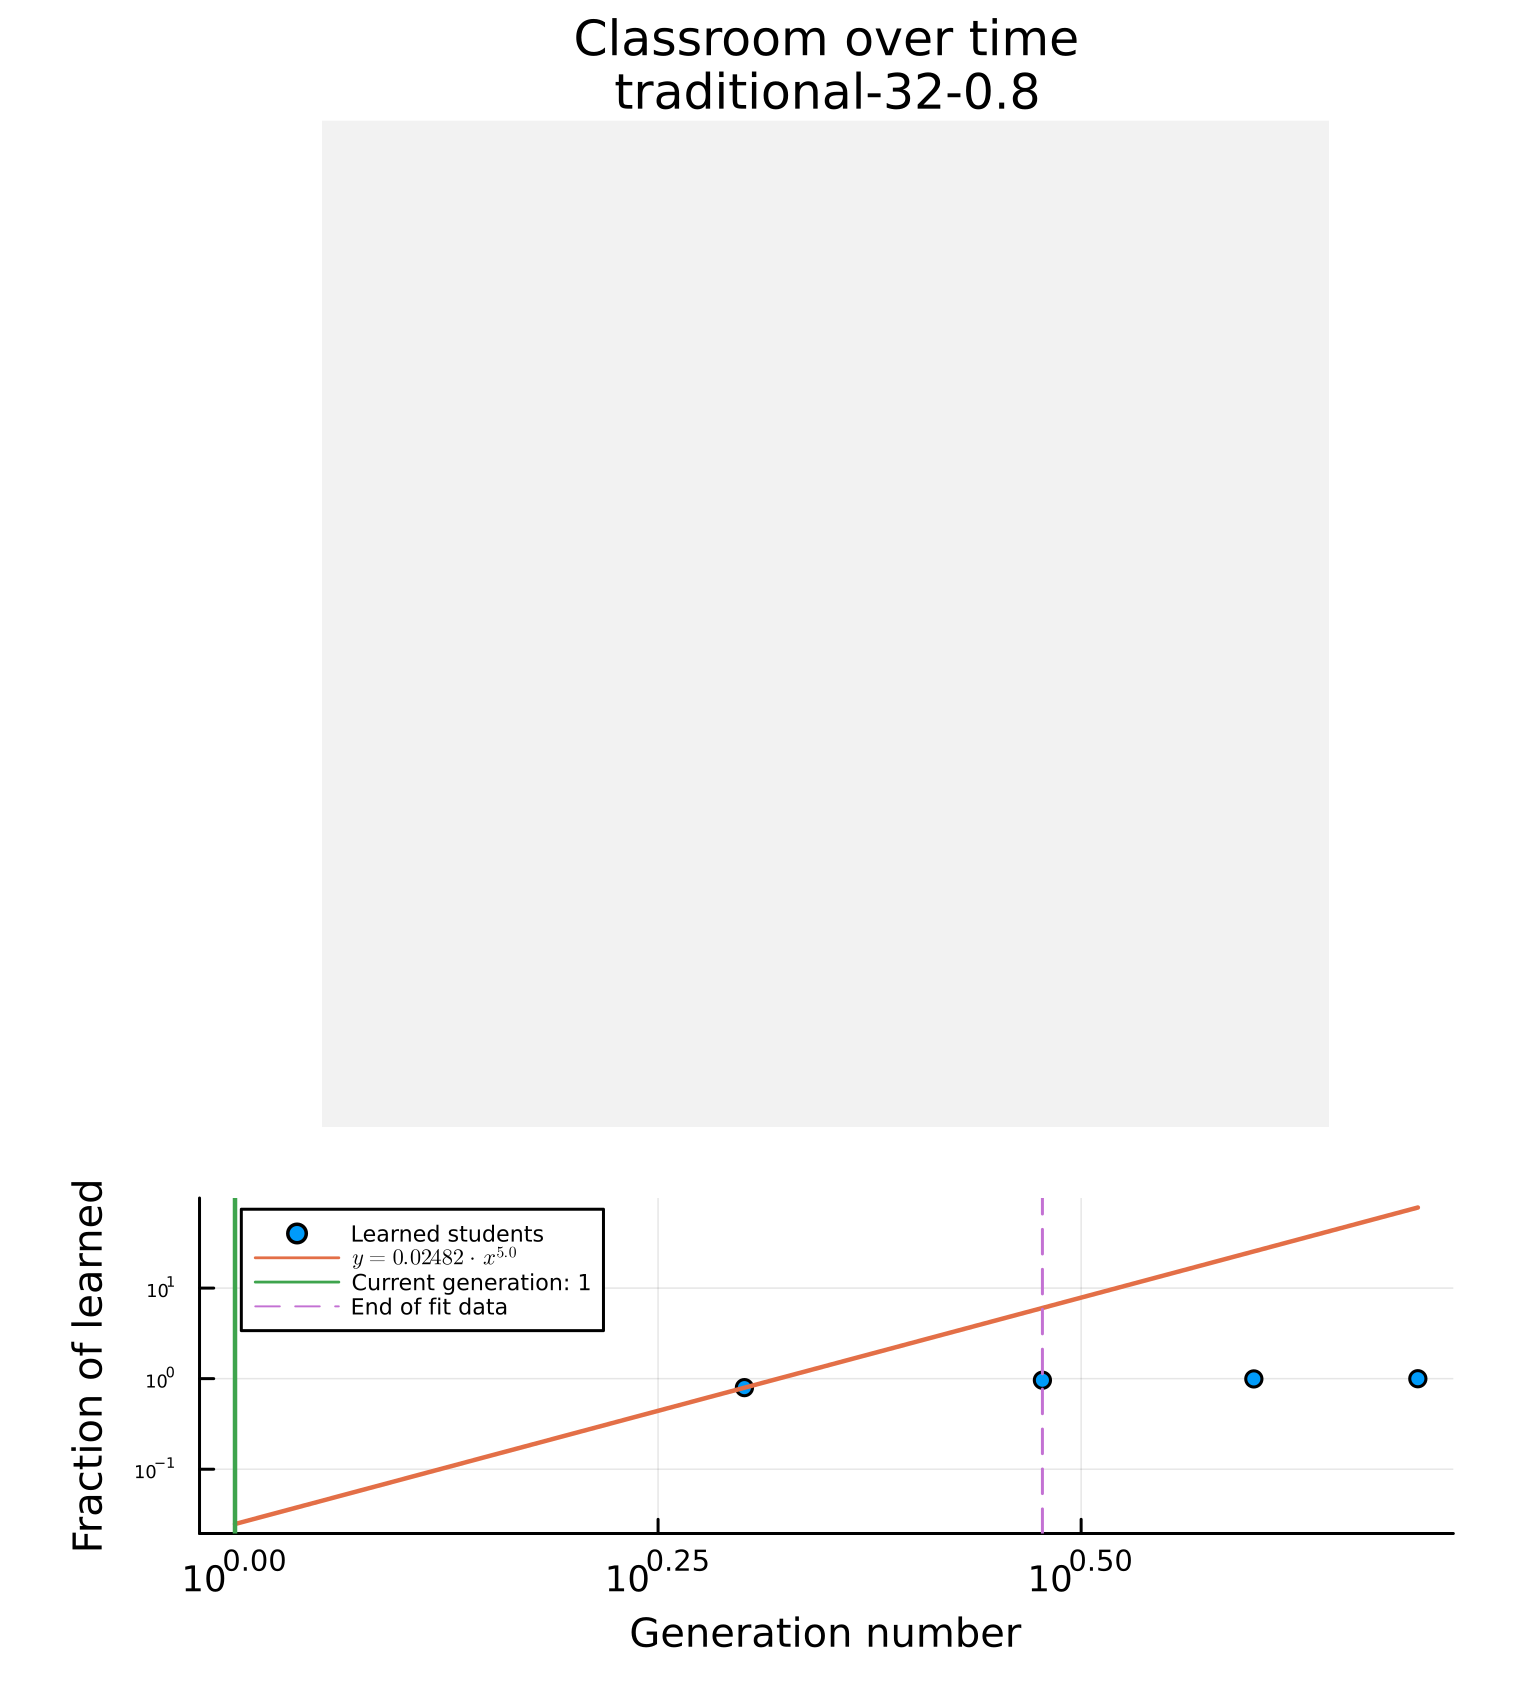 Classroom over time
traditional-32-0.8
Fraction of learned
Learned students
y = 0.02482 · x^5.0
Current generation: 1
End of fit data
10^1
10^0
10^−1
10^0.00
10^0.25
10^0.50
Generation number